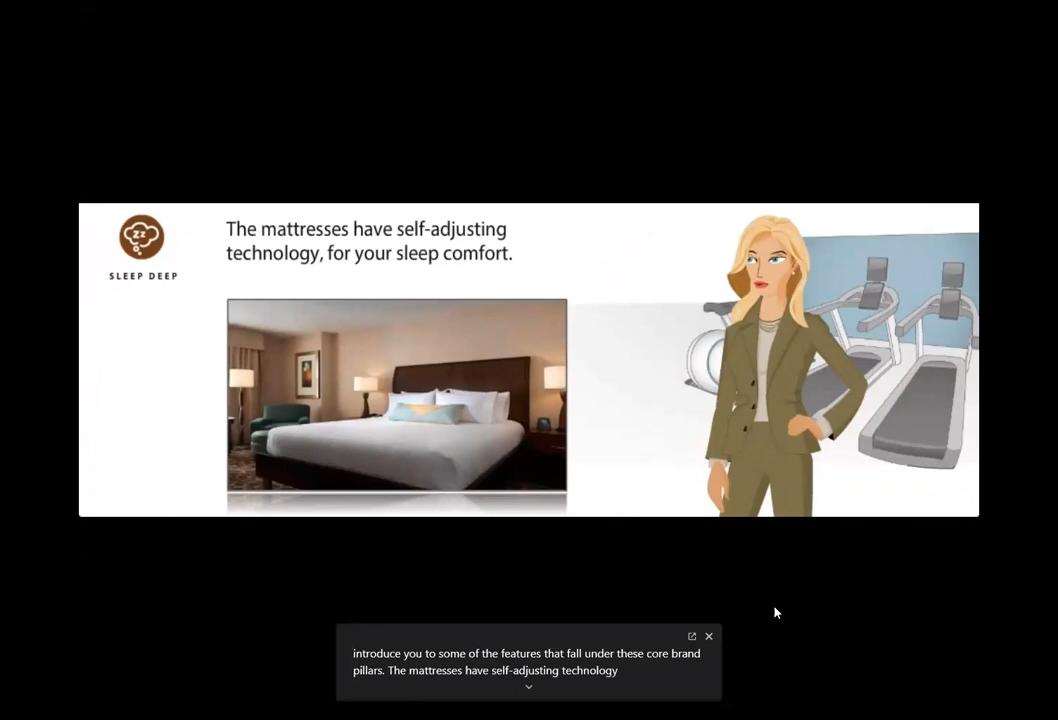 zz
SLEEP DEEP
The mattresses have self-adjusting
technology, for your sleep comfort.
introduce you to some of the features that fall under these core brand
pillars. The mattresses have self-adjusting technology